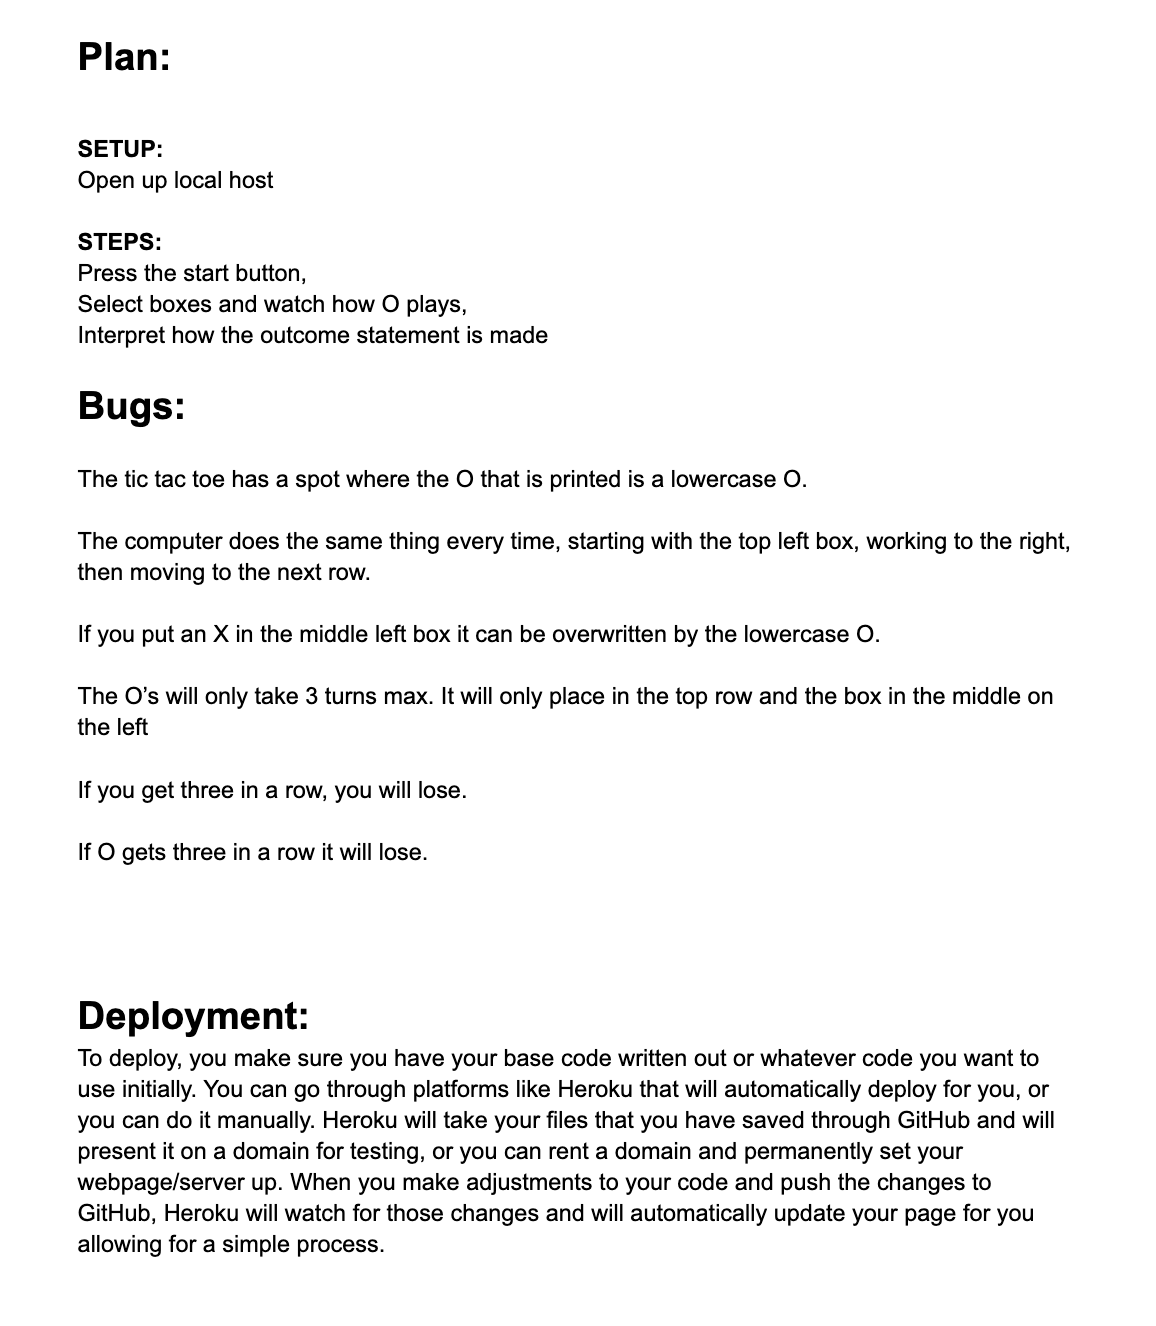 Plan:
SETUP:
Open up local host
STEPS:
Press the start button,
Select boxes and watch how O plays,
Interpret how the outcome statement is made
Bugs:
The tic tac toe has a spot where the O that is printed is a lowercase O.
The computer does the same thing every time, starting with the top left box, working to the right,
then moving to the next row.
If you put an X in the middle left box it can be overwritten by the lowercase O.
The O’s will only take 3 turns max. It will only place in the top row and the box in the middle on
the left
If you get three in a row, you will lose.
If O gets three in a row it will lose.
Deployment:
To deploy, you make sure you have your base code written out or whatever code you want to
use initially. You can go through platforms like Heroku that will automatically deploy for you, or
you can do it manually. Heroku will take your files that you have saved through GitHub and will
present it on a domain for testing, or you can rent a domain and permanently set your
webpage/server up. When you make adjustments to your code and push the changes to
GitHub, Heroku will watch for those changes and will automatically update your page for you
allowing for a simple process.